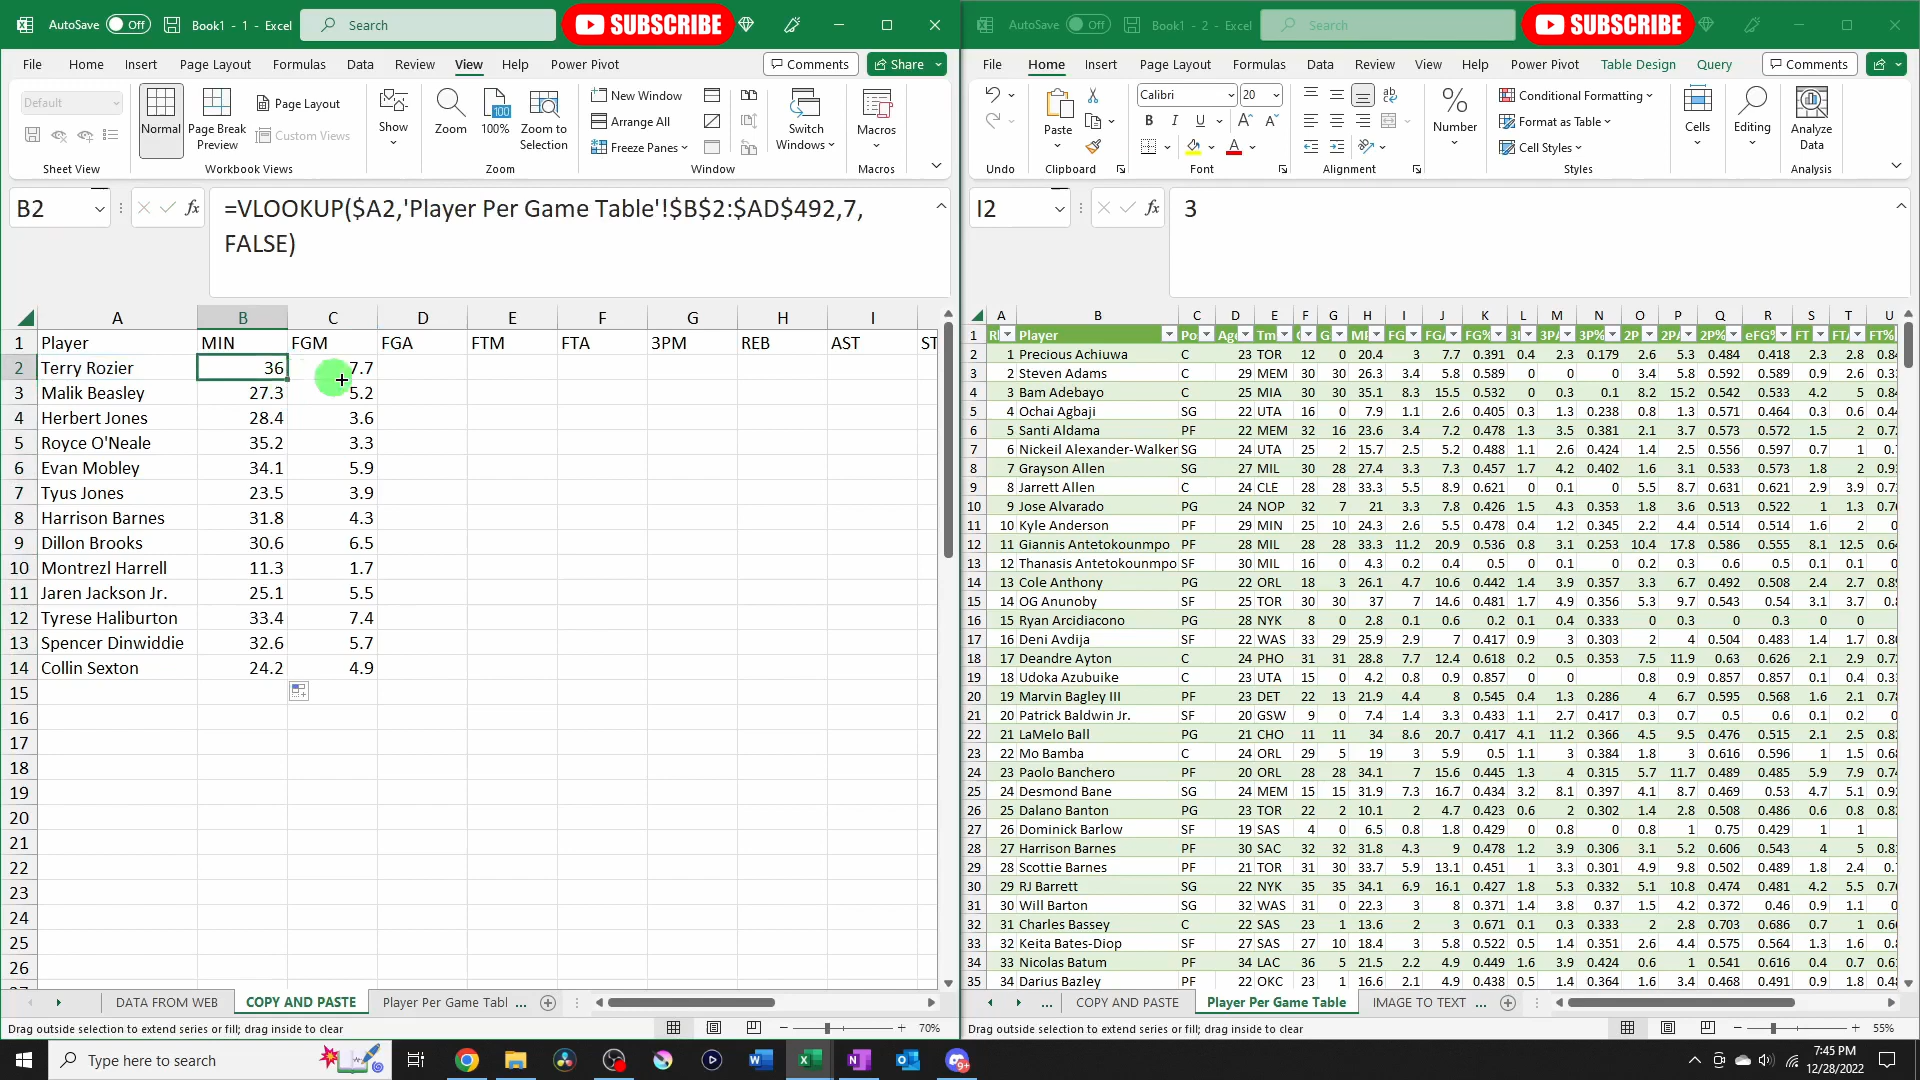 AutoSave Off Book1 - 1 - Excel Search SUBSCRIBE
File Home Insert Page Layout Formulas Data Review View Help Power Pivot Comments Share
Default
Custom Views
Normal Page Break Preview Page Layout
Show Zoom 100% Zoom to Selection
New Window
Arrange All
Freeze Panes
Switch Windows Macros
Sheet View Workbook Views Zoom Window Macros
B2 fx =VLOOKUP($A2,'Player Per Game Table'!$B$2:$AD$492,7,
FALSE)
A B C D E F G H I
1 Player MIN FGM FGA FTM FTA 3PM REB AST ST
2 Terry Rozier 36 7.7
3 Malik Beasley 27.3 5.2
4 Herbert Jones 28.4 3.6
5 Royce O'Neale 35.2 3.3
6 Evan Mobley 34.1 5.9
7 Tyus Jones 23.5 3.9
8 Harrison Barnes 31.8 4.3
9 Dillon Brooks 30.6 6.5
10 Montrezl Harrell 11.3 1.7
11 Jaren Jackson Jr. 25.1 5.5
12 Tyrese Haliburton 33.4 7.4
13 Spencer Dinwiddie 32.6 5.7
14 Collin Sexton 24.2 4.9
15
16
17
18
19
20
21
22
23
24
25
26
DATA FROM WEB COPY AND PASTE Player Per Game Tabl ...
Drag outside selection to extend series or fill; drag inside to clear 70%
AutoSave Off Book1 - 2 - Excel Search SUBSCRIBE
File Home Insert Page Layout Formulas Data Review View Help Power Pivot Table Design Query Comments
Paste Calibri 20 B I U A A A
% Number
Conditional Formatting
Format as Table
Cell Styles
Cells Editing Analyze Data
Undo Clipboard Font Alignment Styles Analysis
I2 fx 3
A B C D E F G H I J K L M N O P Q R S T U
1 Player Po Age Tm G FG% 3PA 3P% 2P 2PA 2P% eFG% FT FT%
2 1 Precious Achiuwa C 23 TOR 12 0 20.4 3 7.7 0.391 0.4 2.3 0.179 2.6 5.3 0.484 0.418 2.3 2.8 0.84
3 2 Steven Adams C 29 MEM 30 30 26.3 3.4 5.8 0.589 0 0 0 3.4 5.8 0.592 0.589 0.9 2.6 0.3
4 3 Bam Adebayo C 25 MIA 30 30 35.1 8.3 15.5 0.532 0 0.3 0.1 8.2 15.2 0.542 0.533 4.2 5 0.8
5 4 Ochai Agbaji SG 22 UTA 16 0 7.9 1.1 2.6 0.405 0.3 1.3 0.238 0.8 1.3 0.571 0.464 0.3 0.6 0.4
6 5 Santi Aldama PF 22 MEM 32 16 23.6 3.4 7.2 0.478 1.3 3.5 0.381 2.1 3.7 0.573 0.572 1.5 2 0.7
7 6 Nickeil Alexander-Walker SG 24 UTA 25 2 15.7 2.5 5.2 0.488 1.1 2.6 0.424 1.4 2.5 0.556 0.597 0.7 1 0.7
8 7 Grayson Allen SG 27 MIL 30 28 27.4 3.3 7.3 0.457 1.7 4.2 0.402 1.6 3.1 0.533 0.573 1.8 2 0.9
9 8 Jarrett Allen C 24 CLE 28 28 33.3 5.5 8.9 0.621 0 0.1 0 5.5 8.7 0.631 0.621 2.9 3.9 0.7
10 9 Jose Alvarado PG 24 NOP 32 7 21 3.3 7.8 0.426 1.5 4.3 0.353 1.8 3.6 0.513 0.522 1 1.3 0.7
11 10 Kyle Anderson PF 29 MIN 25 10 24.3 2.6 5.5 0.478 0.4 1.2 0.345 2.2 4.4 0.514 0.514 1.6 2 0
12 11 Giannis Antetokounmpo PF 28 MIL 28 28 33.3 11.2 20.9 0.536 0.8 3.1 0.253 10.4 17.8 0.586 0.555 8.1 12.5 0.64
13 12 Thanasis Antetokounmpo SF 30 MIL 16 0 4.3 0.2 0.4 0.5 0 0.1 0 0.2 0.3 0.6 0.5 0.1 0.1 0
14 13 Cole Anthony PG 22 ORL 18 3 26.1 4.7 10.6 0.442 1.4 3.9 0.357 3.3 6.7 0.492 0.508 2.4 2.7 0.89
15 14 OG Anunoby SF 25 TOR 30 30 37 7 14.6 0.481 1.7 4.9 0.356 5.3 9.7 0.543 0.54 3.1 3.7 0.8
16 15 Ryan Arcidiacono PG 28 NYK 8 0 2.8 0.1 0.6 0.2 0.1 0.4 0.333 0 0.3 0 0.3 0 0
17 16 Deni Avdija SF 22 WAS 33 29 25.9 2.9 7 0.417 0.9 3 0.303 2 4 0.504 0.483 1.4 1.7 0.80
18 17 Deandre Ayton C 24 PHO 31 31 28.8 7.7 12.4 0.618 0.2 0.5 0.353 7.5 11.9 0.63 0.626 2.1 2.9 0.7
19 18 Udoka Azubuike C 23 UTA 15 0 4.2 0.8 0.9 0.857 0 0 0.8 0.9 0.857 0.857 0.1 0.4 0.3
20 19 Marvin Bagley III PF 23 DET 22 13 21.9 4.4 8 0.545 0.4 1.3 0.286 4 6.7 0.595 0.568 1.6 2.1 0.78
21 20 Patrick Baldwin Jr. SF 20 GSW 9 0 7.4 1.4 3.3 0.433 1.1 2.7 0.417 0.3 0.7 0.5 0.6 0.1 0.2 0
22 21 LaMelo Ball PG 21 CHO 11 11 34 8.6 20.7 0.417 4.1 11.2 0.366 4.5 9.5 0.476 0.515 2.1 2.5 0.8
23 22 Mo Bamba C 24 ORL 29 5 19 3 5.9 0.5 1.1 3 0.384 1.8 3 0.616 0.596 1 1.5 0.68
24 23 Paolo Banchero PF 20 ORL 28 28 34.1 7 15.6 0.445 1.3 4 0.315 5.7 11.7 0.489 0.485 5.9 7.9 0.74
25 24 Desmond Bane SG 24 MEM 15 15 31.9 7.3 16.7 0.434 3.2 8.1 0.397 4.1 8.7 0.469 0.53 4.7 5.1 0.9
26 25 Dalano Banton PG 23 TOR 22 2 10.1 2 4.7 0.423 0.6 2 0.302 1.4 2.8 0.508 0.486 0.6 0.8 0.8
27 26 Dominick Barlow SF 19 SAS 4 0 6.5 0.8 1.8 0.429 0 0.8 0 0.8 1 0.75 0.429 1 1
28 27 Harrison Barnes PF 30 SAC 32 32 31.8 4.3 9 0.478 1.2 3.9 0.306 3.1 5.2 0.606 0.543 4 5 0.8
29 28 Scottie Barnes PF 21 TOR 31 30 33.7 5.9 13.1 0.451 1 3.3 0.301 4.9 9.8 0.502 0.489 1.8 2.4 0.
30 29 RJ Barrett SG 22 NYK 35 35 34.1 6.9 16.1 0.427 1.8 5.3 0.332 5.1 10.8 0.474 0.481 4.2 5.5 0.7
31 30 Will Barton SG 32 WAS 31 0 22.3 3 8 0.371 1.4 3.8 0.37 1.5 4.2 0.372 0.46 0.9 1.1 0
32 31 Charles Bassey C 22 SAS 23 1 13.6 2 3 0.671 0.1 0.3 0.333 2 2.8 0.703 0.686 0.7 1 0.6
33 32 Keita Bates-Diop SF 27 SAS 27 10 18.4 3 5.8 0.522 0.5 1.4 0.351 2.6 4.4 0.575 0.564 1.3 1.6 0.
34 33 Nicolas Batum PF 34 LAC 36 5 21.5 2.2 4.9 0.449 1.6 3.9 0.424 0.6 1 0.541 0.616 0.4 0.7 0.6
35 34 Darius Bazley PF 22 OKC 23 1 16.6 2.1 4.9 0.438 0.5 1.4 0.364 1.6 3.4 0.468 0.491 0.9 1.8 0.4
... COPY AND PASTE Player Per Game Table IMAGE TO TEXT ...
Drag outside selection to extend series or fill; drag inside to clear 55%
Type here to search 9+ 7:45 PM
12/28/2022